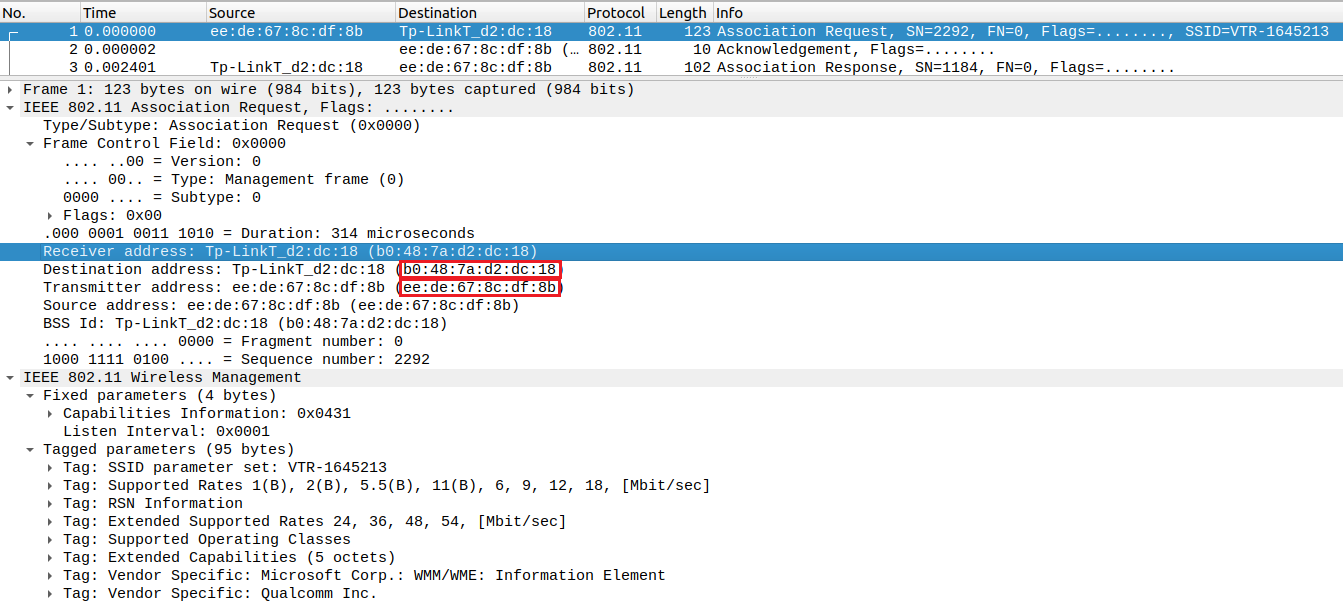 No. Time Source Destination Protocol Length Info
1 0.000000 ee:de:67:8c:df:8b Tp-LinkT_d2:dc:18 802.11 123 Association Request, SN=2292, FN=0, Flags=........, SSID=VTR-1645213
2 0.000002 ee:de:67:8c:df:8b (… 802.11 10 Acknowledgement, Flags=........
3 0.002401 Tp-LinkT_d2:dc:18 ee:de:67:8c:df:8b 802.11 102 Association Response, SN=1184, FN=0, Flags=........
Frame 1: 123 bytes on wire (984 bits), 123 bytes captured (984 bits)
IEEE 802.11 Association Request, Flags: ........
Type/Subtype: Association Request (0x0000)
Frame Control Field: 0x0000
.... ..00 = Version: 0
.... 00.. = Type: Management frame (0)
0000 .... = Subtype: 0
Flags: 0x00
.000 0001 0011 1010 = Duration: 314 microseconds
Receiver address: Tp-LinkT_d2:dc:18 (b0:48:7a:d2:dc:18)
Destination address: Tp-LinkT_d2:dc:18 (b0:48:7a:d2:dc:18)
Transmitter address: ee:de:67:8c:df:8b (ee:de:67:8c:df:8b)
Source address: ee:de:67:8c:df:8b (ee:de:67:8c:df:8b)
BSS Id: Tp-LinkT_d2:dc:18 (b0:48:7a:d2:dc:18)
.... .... .... 0000 = Fragment number: 0
1000 1111 0100 .... = Sequence number: 2292
IEEE 802.11 Wireless Management
Fixed parameters (4 bytes)
Capabilities Information: 0x0431
Listen Interval: 0x0001
Tagged parameters (95 bytes)
Tag: SSID parameter set: VTR-1645213
Tag: Supported Rates 1(B), 2(B), 5.5(B), 11(B), 6, 9, 12, 18, [Mbit/sec]
Tag: RSN Information
Tag: Extended Supported Rates 24, 36, 48, 54, [Mbit/sec]
Tag: Supported Operating Classes
Tag: Extended Capabilities (5 octets)
Tag: Vendor Specific: Microsoft Corp.: WMM/WME: Information Element
Tag: Vendor Specific: Qualcomm Inc.